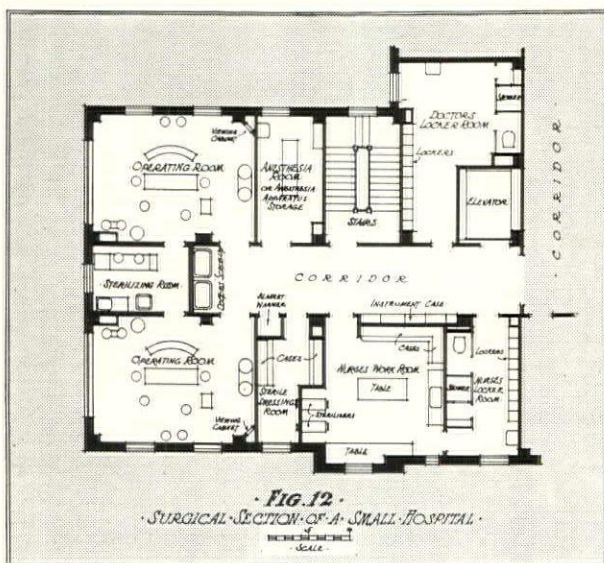 VIEWING
CABINET
OPERATING ROOM
ANESTHESIA
ROOM
OR ANESTHESIA
APPARATUS
STORAGE
STAIRS
DOCTORS
LOCKER ROOM
SHOWER
LOCKERS
ELEVATOR
CORRIDOR
STERILIZING ROOM
CORRIDOR
BLANKET
WARMER
INSTRUMENT CASE
OPERATING ROOM
VIEWING
CABINET
CASES
STERILE
DRESSING
ROOM
STERILIZERS
NURSES WORK ROOM
TABLE
CASES
TABLE
LOCKERS
SHOWER
NURSES
LOCKER
ROOM
· FIG. 12 ·
· SURGICAL · SECTION · OF · A · SMALL · HOSPITAL ·
· SCALE ·